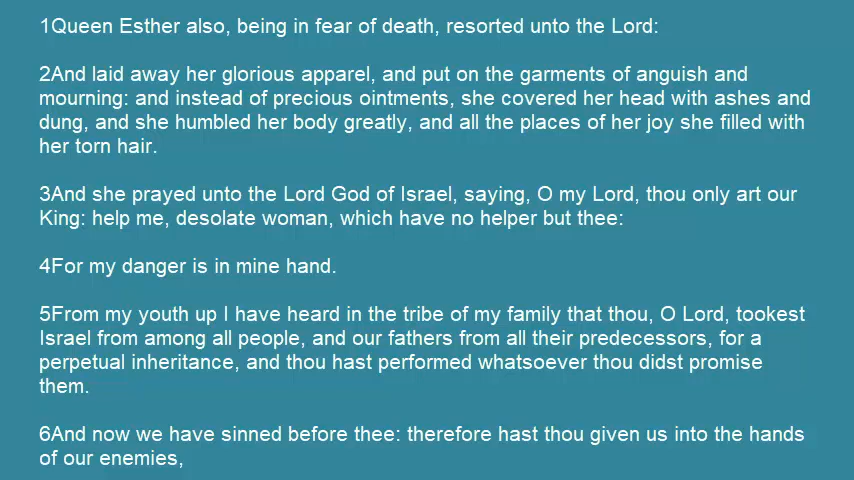 1Queen Esther also, being in fear of death, resorted unto the Lord:
2And laid away her glorious apparel, and put on the garments of anguish and
mourning: and instead of precious ointments, she covered her head with ashes and
dung, and she humbled her body greatly, and all the places of her joy she filled with
her torn hair.
3And she prayed unto the Lord God of Israel, saying, O my Lord, thou only art our
King: help me, desolate woman, which have no helper but thee:
4For my danger is in mine hand.
5From my youth up I have heard in the tribe of my family that thou, O Lord, tookest
Israel from among all people, and our fathers from all their predecessors, for a
perpetual inheritance, and thou hast performed whatsoever thou didst promise
them.
6And now we have sinned before thee: therefore hast thou given us into the hands
of our enemies,